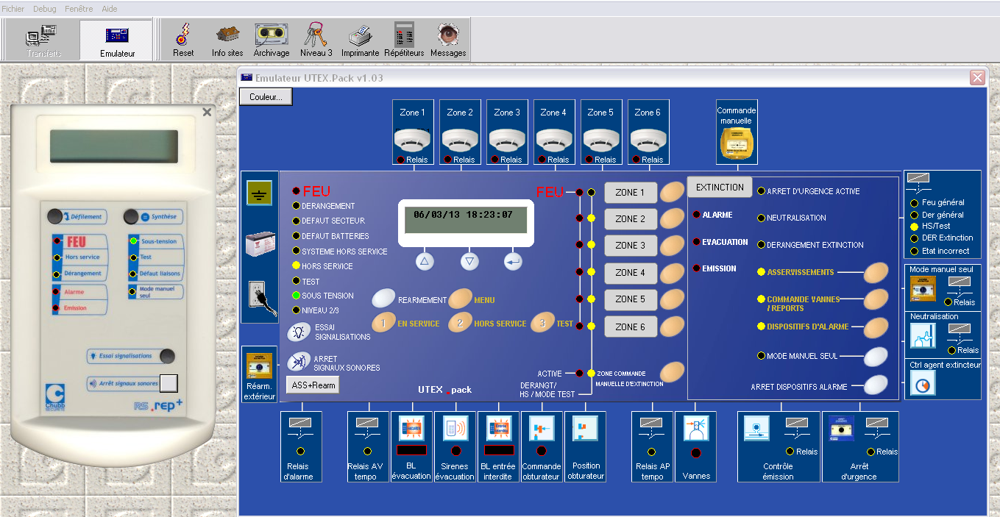 Fichier Debug Fenêtre Aide
Transferts Emulateur Reset Info sites Archivage Niveau 3 Imprimante Répétiteurs Messages
Emulateur UTEX.Pack v1.03
Couleur...
Zone 1 Zone 2 Zone 3 Zone 4 Zone 5 Zone 6
Relais Relais Relais Relais Relais Relais
Commande
manuelle
Défilement Synthèse
FEU Sous-tension
Hors service Test
Dérangement Défaut liaisons
Alarme Mode manuel
seul
Emission
Essai signalisations
Arrêt signaux sonores
Chubb
SECURITE
RS.rep+
FEU
DERANGEMENT
DEFAUT SECTEUR
DEFAUT BATTERIES
SYSTEME HORS SERVICE
HORS SERVICE
TEST
SOUS TENSION
NIVEAU 2/3
ESSAI
SIGNALISATIONS
ARRET
SIGNAUX SONORES
ASS+Rearm
06/03/13 18:23:07
REARMEMENT MENU
1 EN SERVICE 2 HORS SERVICE 3 TEST
UTEX .pack
FEU
ZONE 1
ZONE 2
ZONE 3
ZONE 4
ZONE 5
ZONE 6
ACTIVE
ZONE COMMANDE
MANUELLE D'EXTINCTION
DERANGT/
HS / MODE TEST
EXTINCTION
ALARME
EVACUATION
EMISSION
ARRET D'URGENCE ACTIVE
NEUTRALISATION
DERANGEMENT EXTINCTION
ASSERVISSEMENTS
COMMANDE VANNES
/ REPORTS
DISPOSITIFS D'ALARME
MODE MANUEL SEUL
ARRET DISPOSITIFS ALARME
Feu général
Der général
HS/Test
DER Extinction
Etat incorrect
Mode manuel seul
Relais
Neutralisation
Relais
Ctrl agent extincteur
Réarm.
extérieur
Relais
d'alarme
Relais AV
tempo
BL
évacuation
Sirenes
évacuation
Entrée
interdite
BL entrée
interdite
Commande
obturateur
Position
obturateur
Relais AP
tempo
Vannes
Relais
Contrôle
émission
Relais
Arrêt
d'urgence